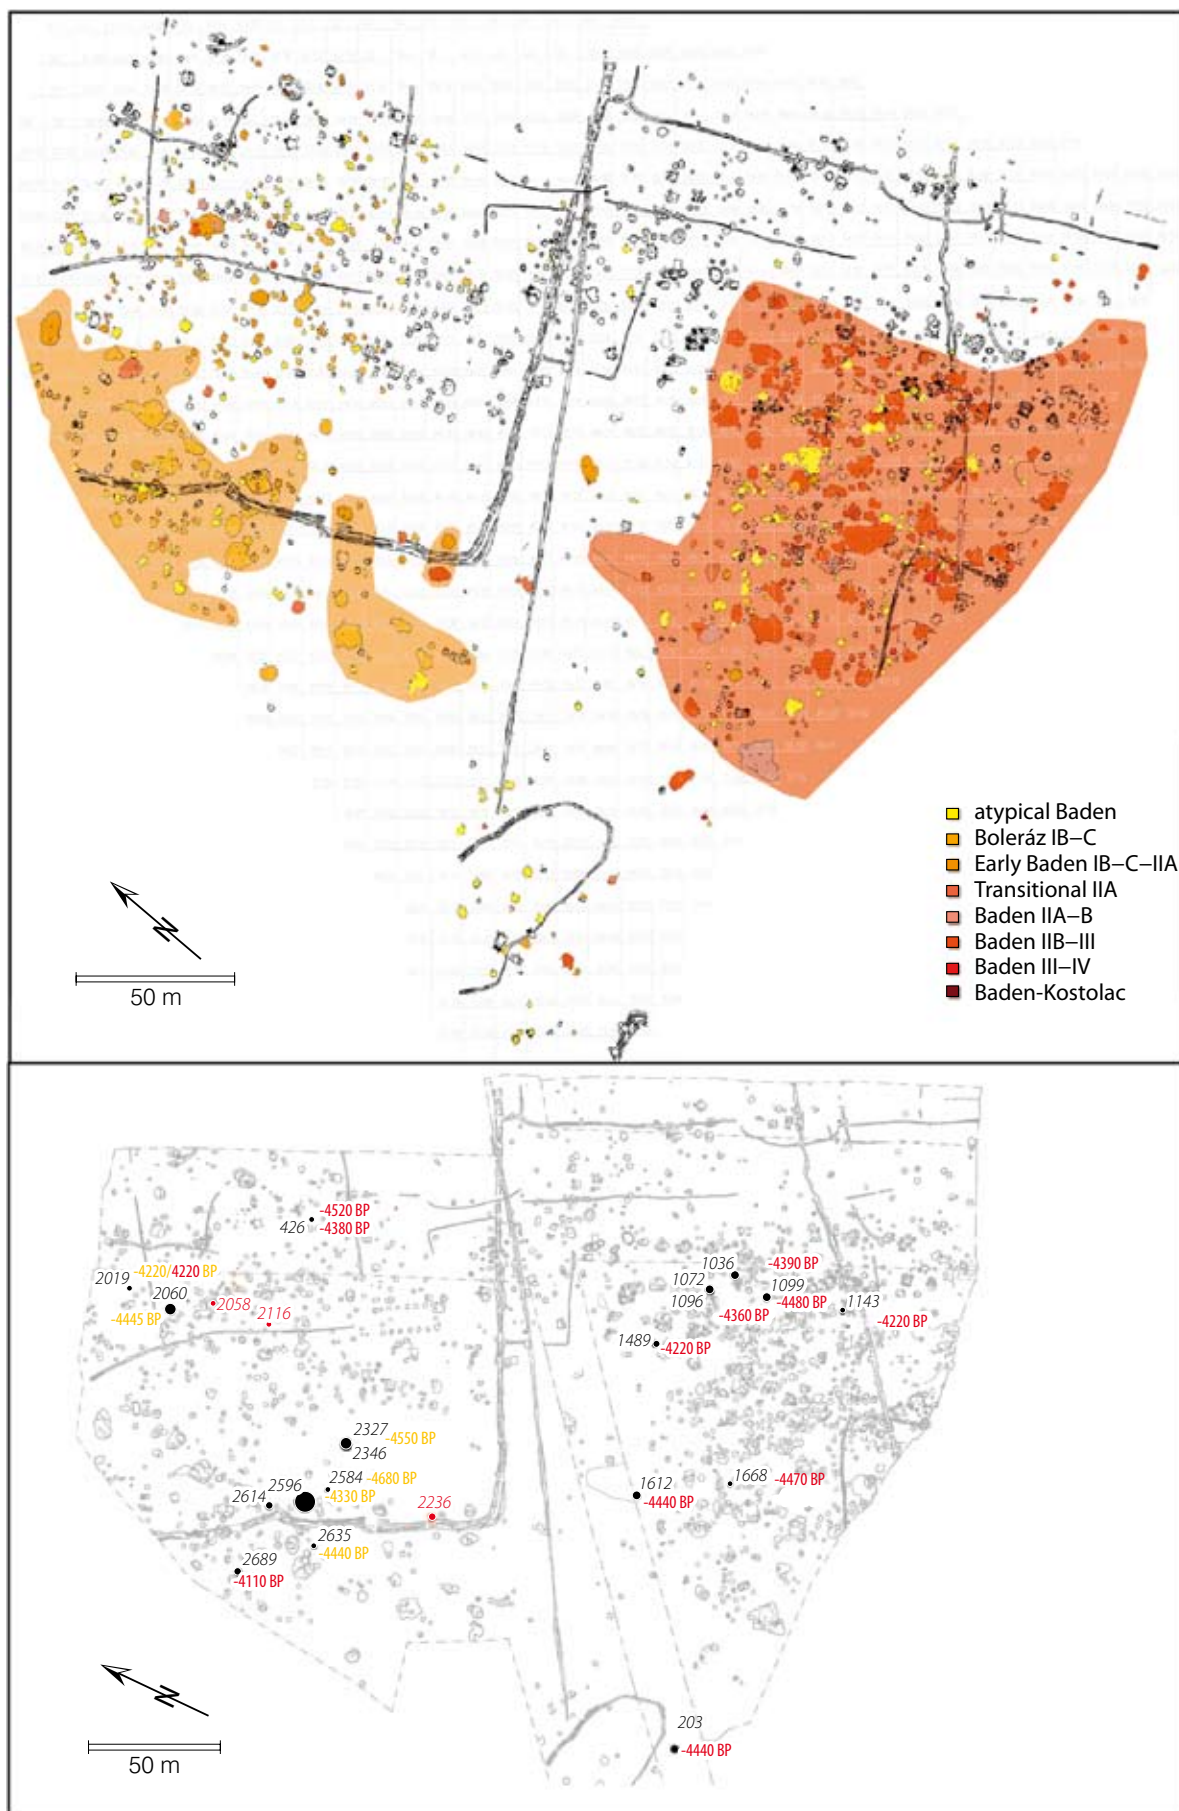 atypical Baden
Boleráz IB–C
Early Baden IB–C–IIA
Transitional IIA
Baden IIA–B
Baden IIB–III
Baden III–IV
Baden-Kostolac
N
50 m
-4520 BP
426 -4380 BP
2019 -4220/4220 BP
2060
-4445 BP
2058
2116
1036 -4390 BP
1072
1096
-4360 BP
1099
-4480 BP
1143
-4220 BP
1489 -4220 BP
2327
-4550 BP
2346
2584 -4680 BP
2596
-4330 BP
2614
2236
2635
-4440 BP
2689
-4110 BP
1612
-4440 BP
1668 -4470 BP
N
50 m
203
-4440 BP